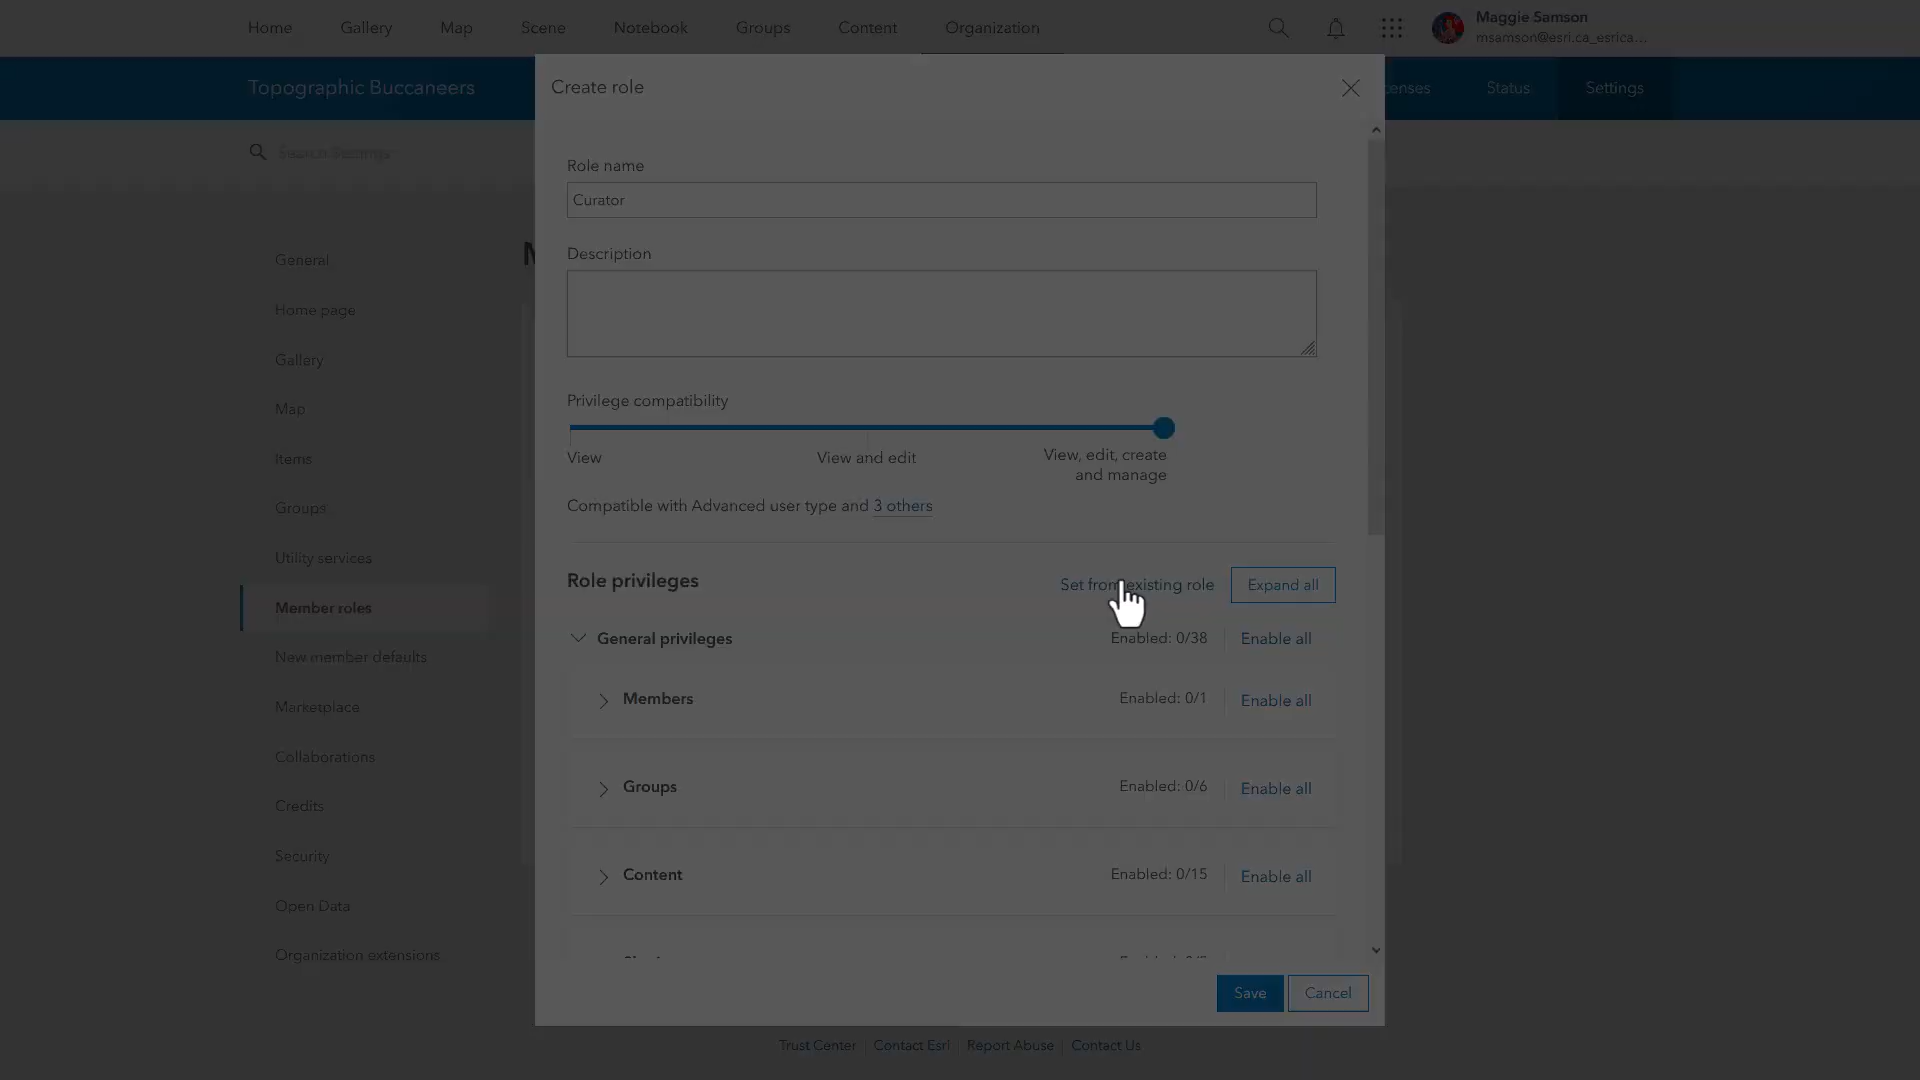 Home Gallery Map Scene Notebook Groups Content Organization
Maggie Samson
msamson@esri.ca_esrica...
Topographic Buccaneers
Status Settings
Search Settings
General
Home page
Gallery
Map
Items
Groups
Utility services
Member roles
New member defaults
Marketplace
Collaborations
Credits
Security
Open Data
Organization extensions
Create role
Role name
Curator
Description
Privilege compatibility
View
View and edit
View, edit, create
and manage
Compatible with Advanced user type and 3 others
Role privileges Set from existing role Expand all
General privileges Enabled: 0/38 Enable all
Members Enabled: 0/1 Enable all
Groups Enabled: 0/6 Enable all
Content Enabled: 0/15 Enable all
Save Cancel
Trust Center Contact Esri Report Abuse Contact Us